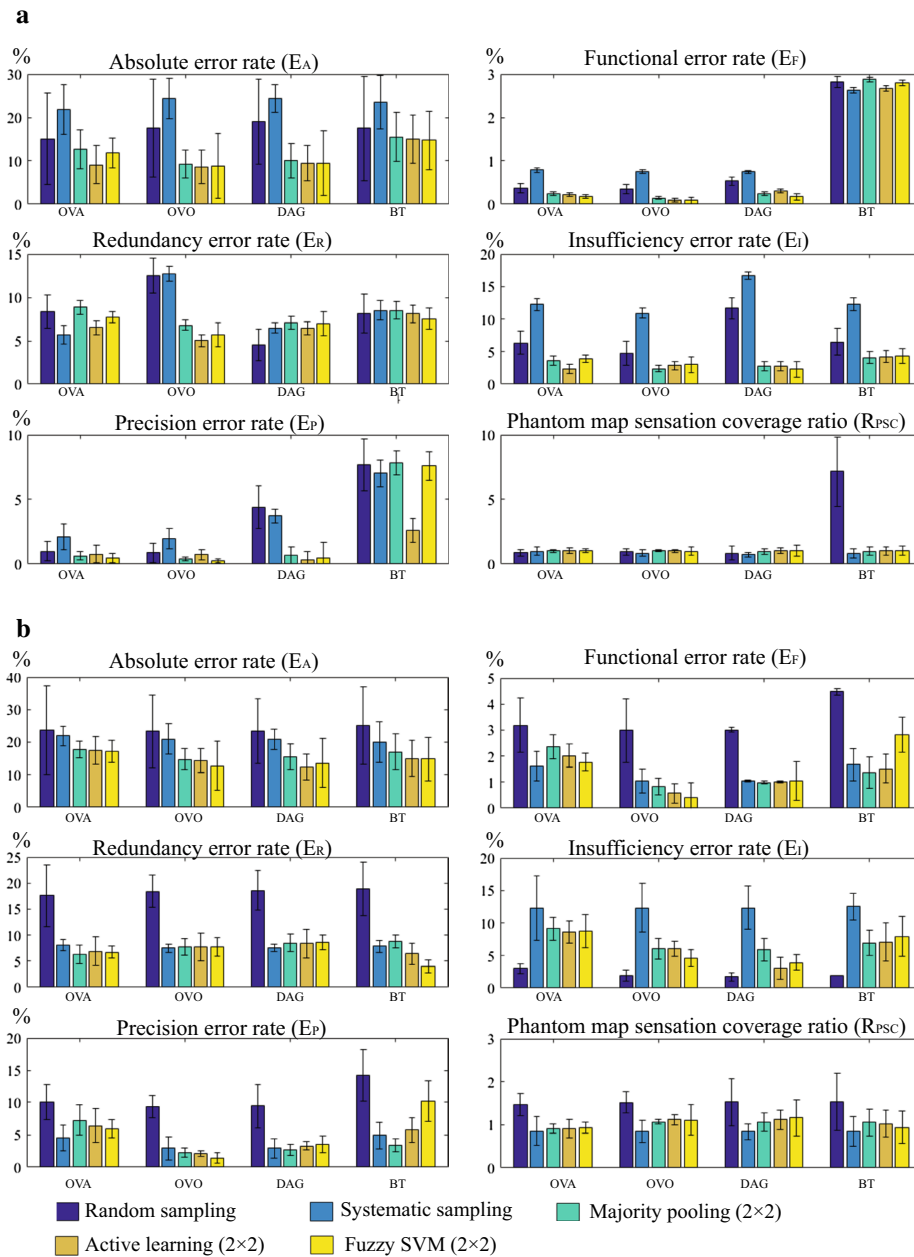 a
%
Absolute error rate (EA)
30
20
10
0
OVA OVO DAG BT
%
Functional error rate (EF)
3
2
1
0
OVA OVO DAG BT
%
Redundancy error rate (ER)
15
10
5
0
OVA OVO DAG BT
%
Insufficiency error rate (EI)
20
15
10
5
0
OVA OVO DAG BT
%
Precision error rate (EP)
10
5
0
OVA OVO DAG BT
%
Phantom map sensation coverage ratio (RPSC)
10
5
0
OVA OVO DAG BT
b
%
Absolute error rate (EA)
40
30
20
10
0
OVA OVO DAG BT
%
Functional error rate (EF)
5
4
3
2
1
0
OVA OVO DAG BT
%
Redundancy error rate (ER)
25
20
15
10
5
0
OVA OVO DAG BT
%
Insufficiency error rate (EI)
20
15
10
5
0
OVA OVO DAG BT
%
Precision error rate (EP)
20
15
10
5
0
OVA OVO DAG BT
%
Phantom map sensation coverage ratio (RPSC)
3
2
1
0
OVA OVO DAG BT
Random sampling Systematic sampling Majority pooling (2×2)
Active learning (2×2) Fuzzy SVM (2×2)